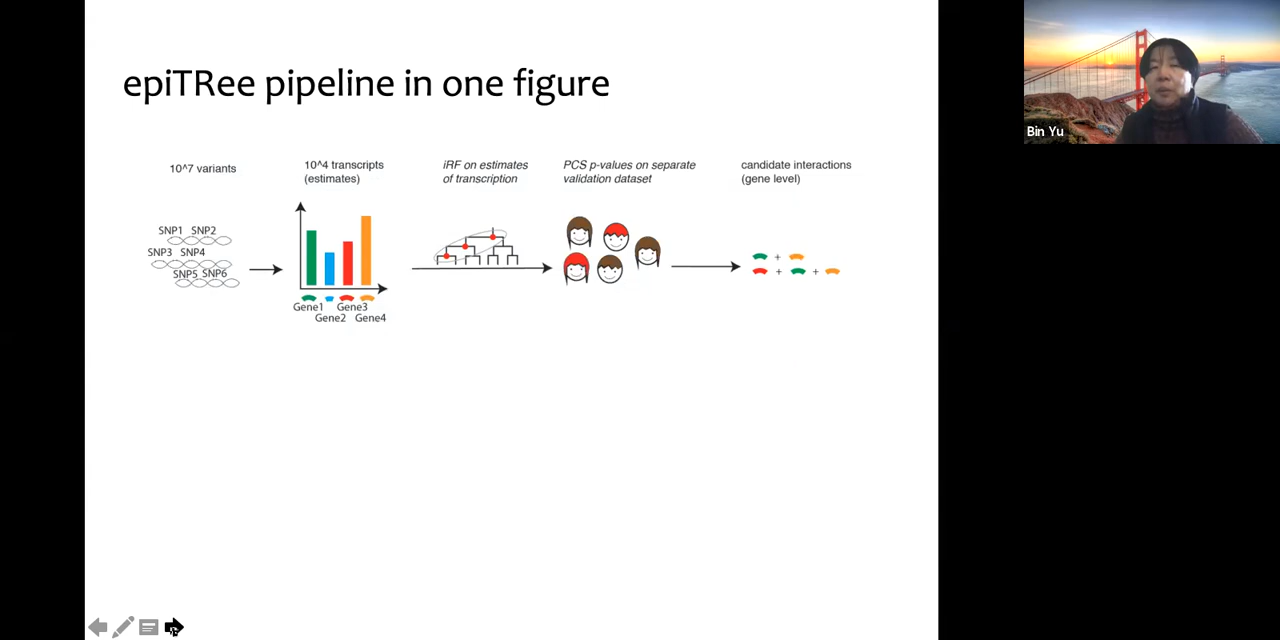 epiTRee pipeline in one figure
Bin Yu
10^7 variants
10^4 transcripts
(estimates)
iRF on estimates
of transcription
PCS p-values on separate
validation dataset
candidate interactions
(gene level)
SNP1 SNP2
SNP3 SNP4
SNP5 SNP6
Gene1 Gene3
Gene2 Gene4
+
+ +